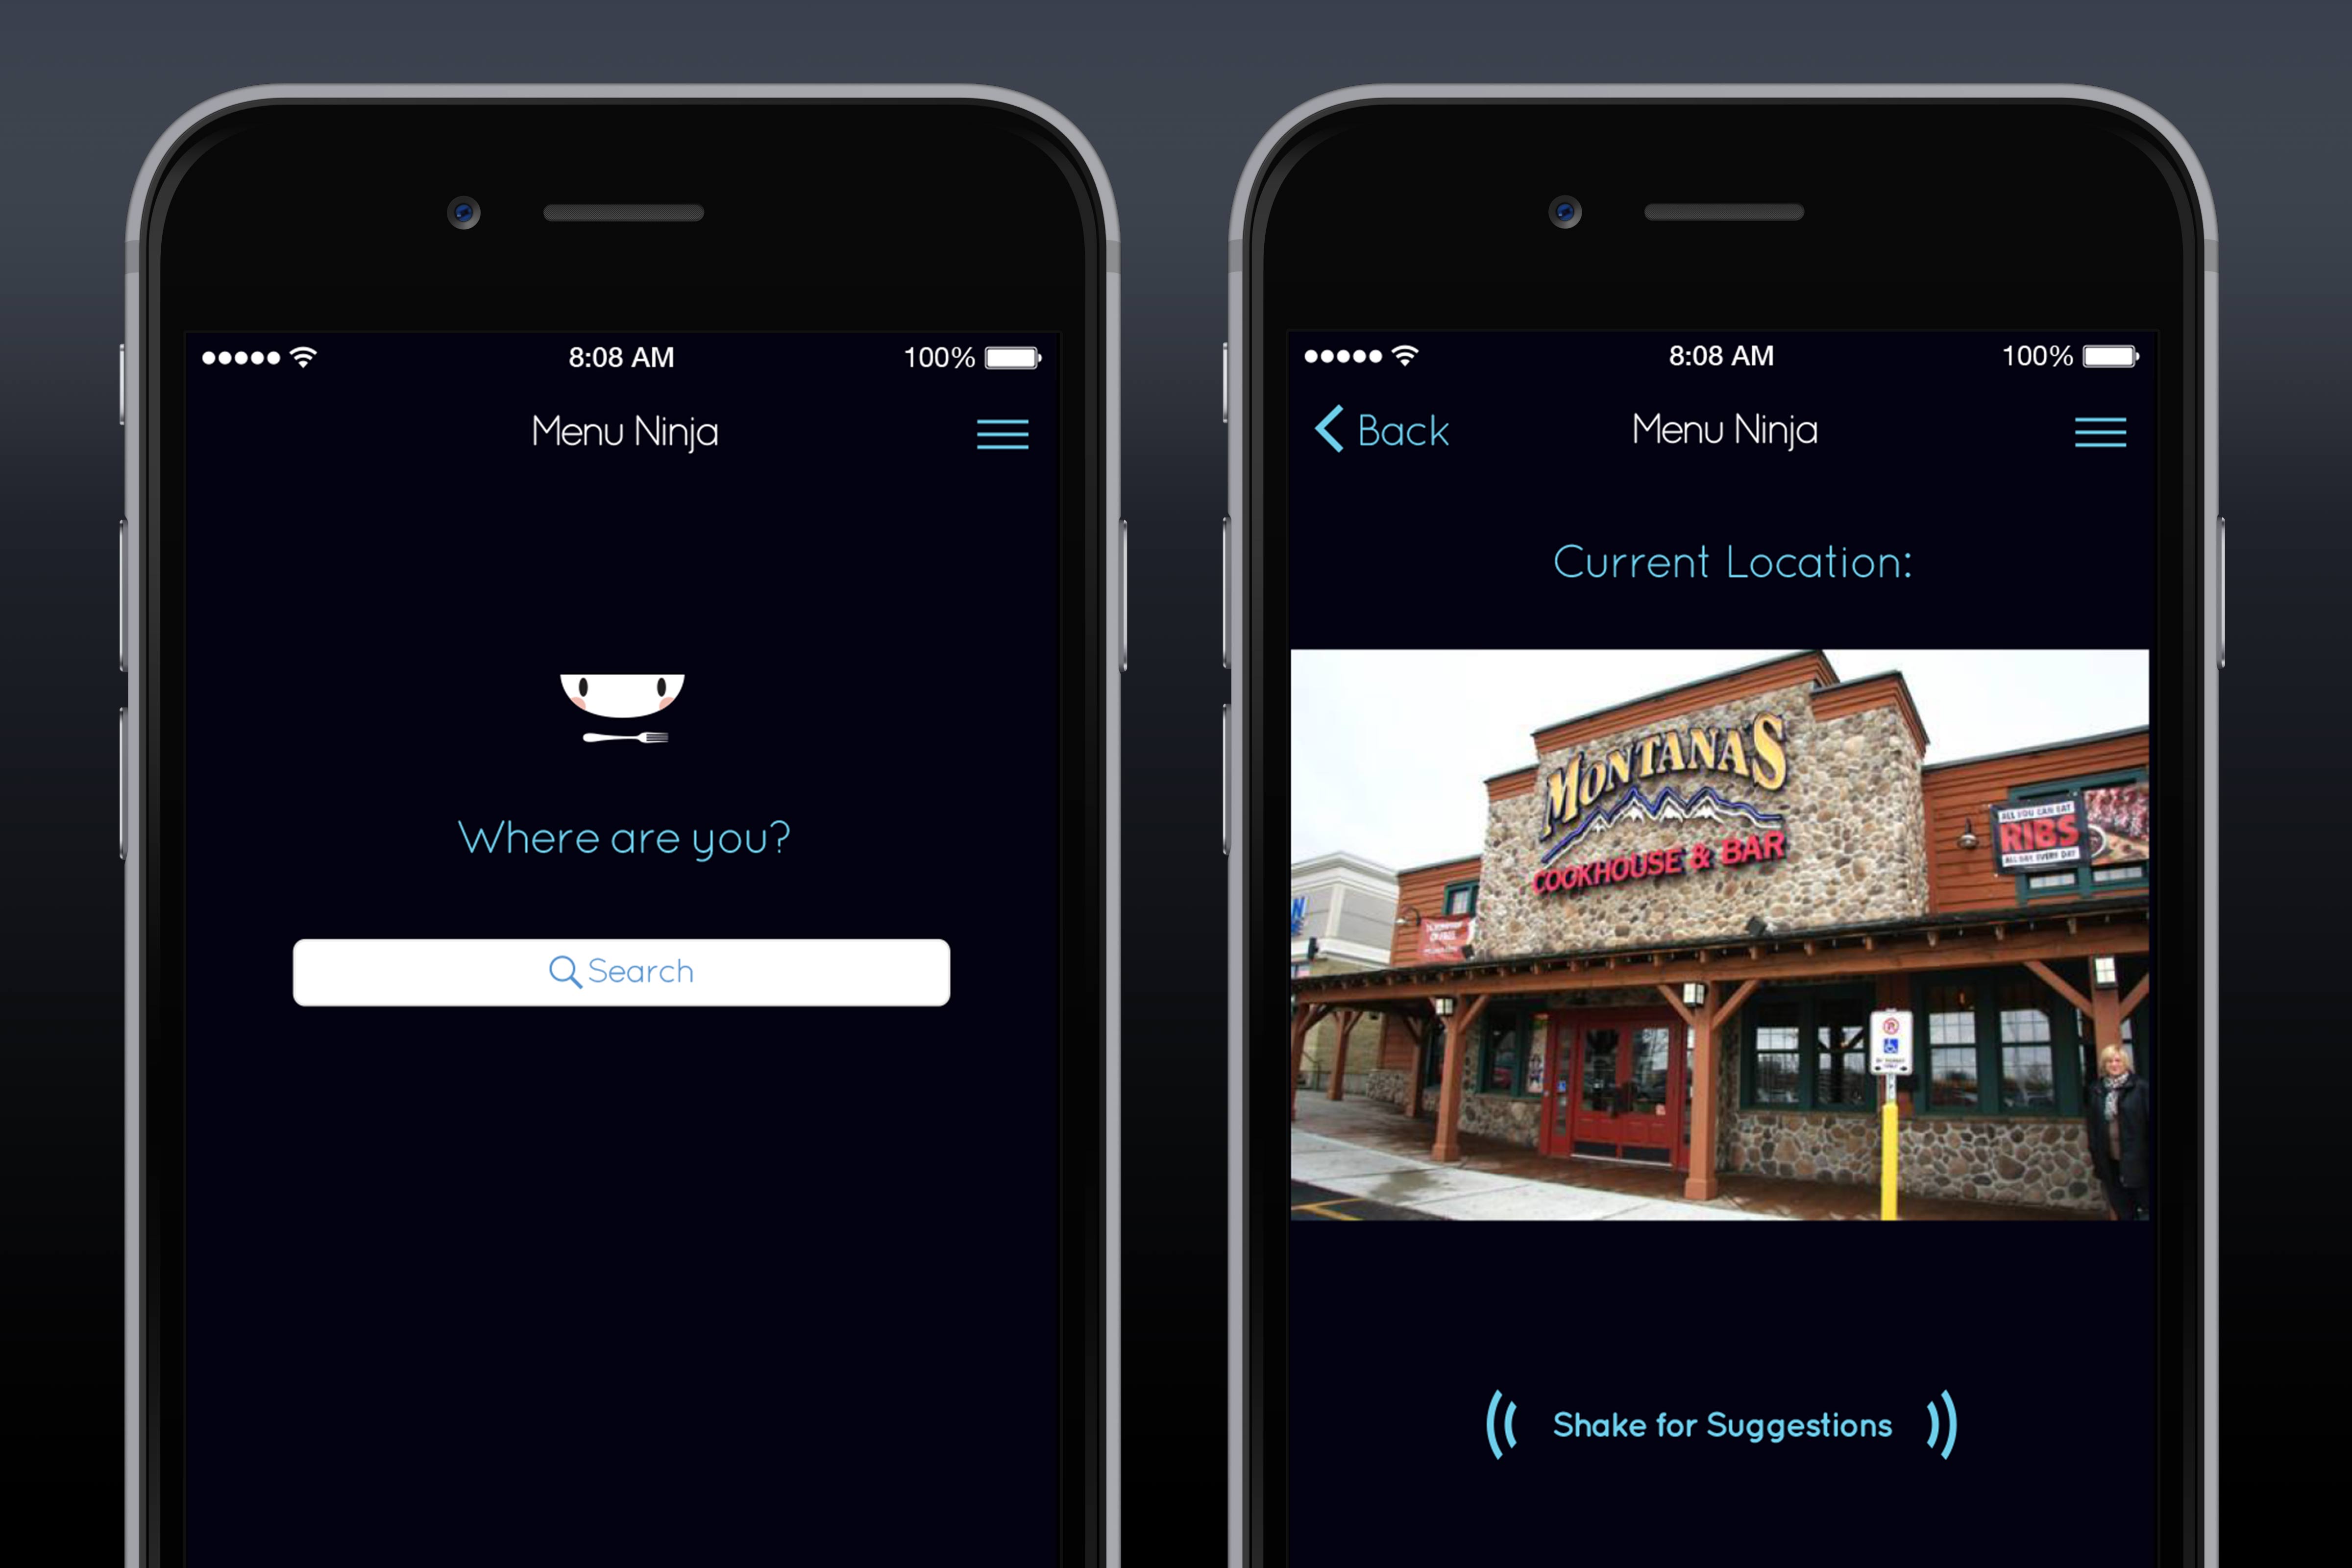 8:08 AM
100%
Menu Ninja
Where are you?
Search
8:08 AM
100%
Back
Menu Ninja
Current Location:
MONTANA'S
COOKHOUSE & BAR
ALL YOU CAN EAT
RIBS
ALL DAY EVERY DAY
Shake for Suggestions